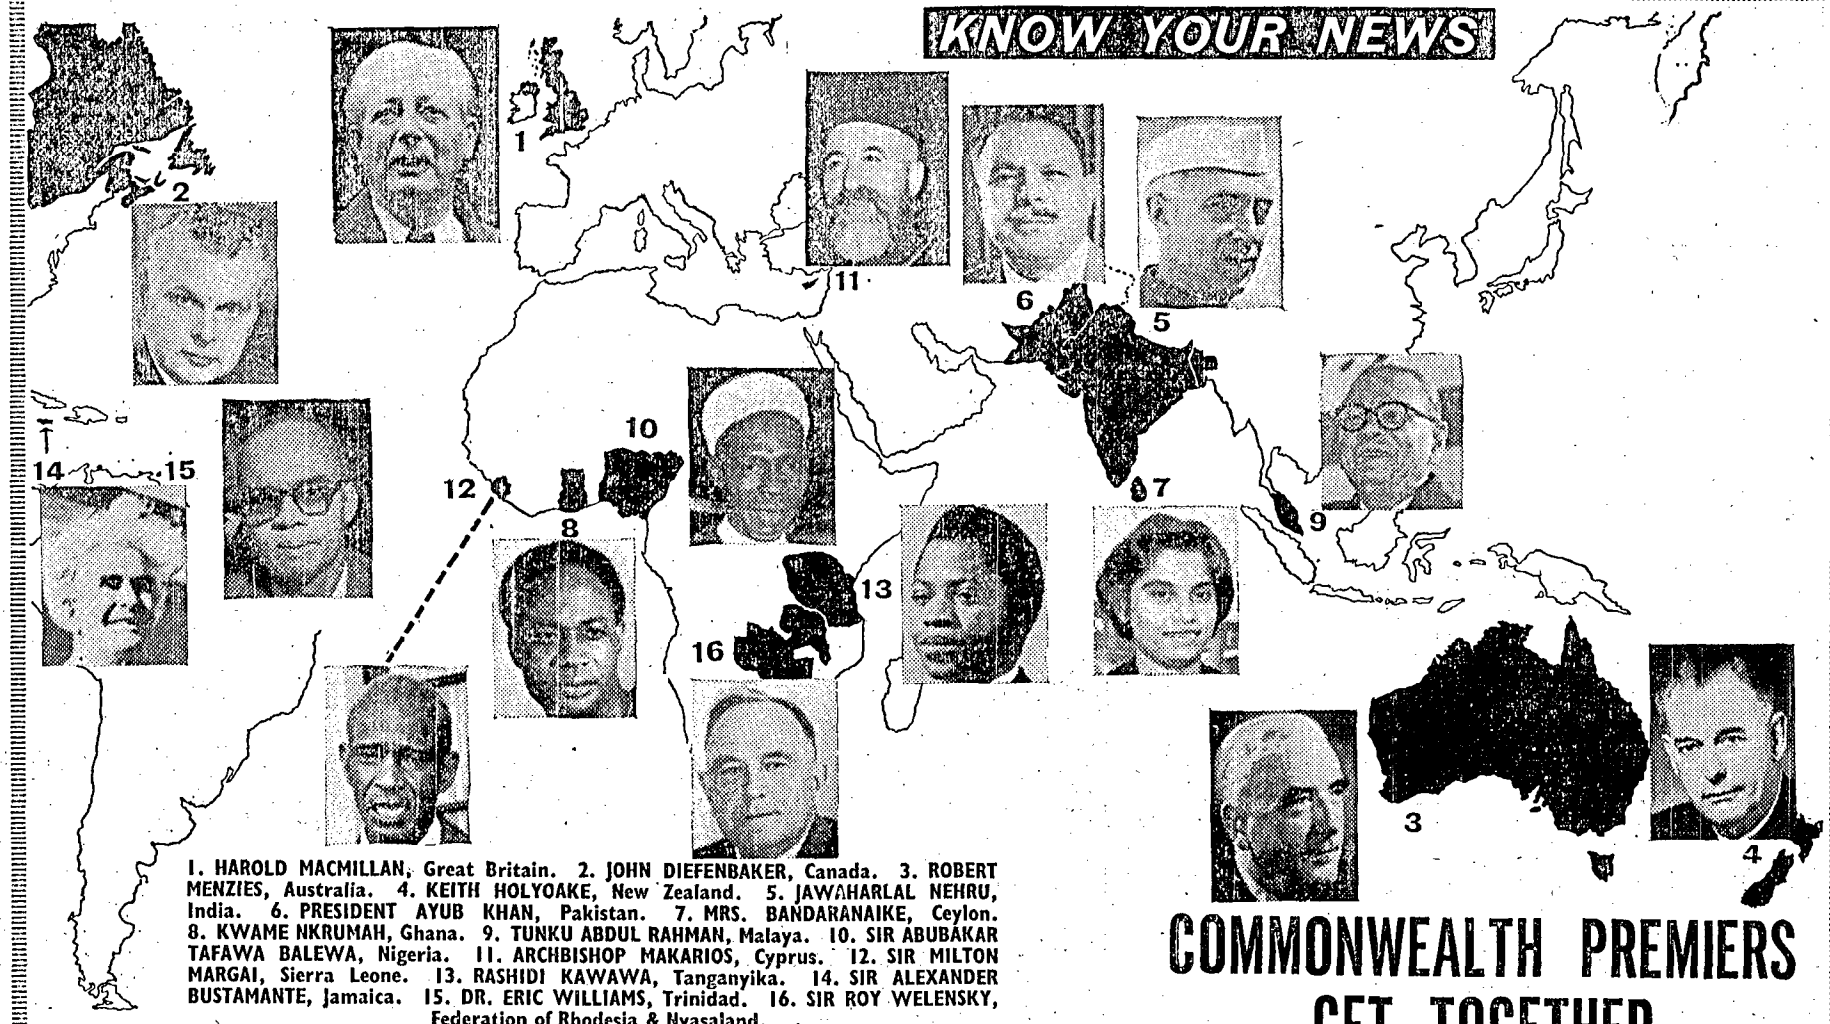 KNOW YOUR NEWS
1
2
11
6
5
10
14
15
12
8
7
9
13
16
3
4
1. HAROLD MACMILLAN, Great Britain. 2. JOHN DIEFENBAKER, Canada. 3. ROBERT
MENZIES, Australia. 4. KEITH HOLYOAKE, New Zealand. 5. JAWAHARLAL NEHRU,
India. 6. PRESIDENT AYUB KHAN, Pakistan. 7. MRS. BANDARANAIKE, Ceylon.
8. KWAME NKRUMAH, Ghana. 9. TUNKU ABDUL RAHMAN, Malaya. 10. SIR ABUBAKAR
TAFAWA BALEWA, Nigeria. 11. ARCHBISHOP MAKARIOS, Cyprus. 12. SIR MILTON
MARGAI, Sierra Leone. 13. RASHIDI KAWAWA, Tanganyika. 14. SIR ALEXANDER
BUSTAMANTE, Jamaica. 15. DR. ERIC WILLIAMS, Trinidad. 16. SIR ROY WELENSKY,
Federation of Rhodesia & Nyasaland.
COMMONWEALTH PREMIERS
GET TOGETHER